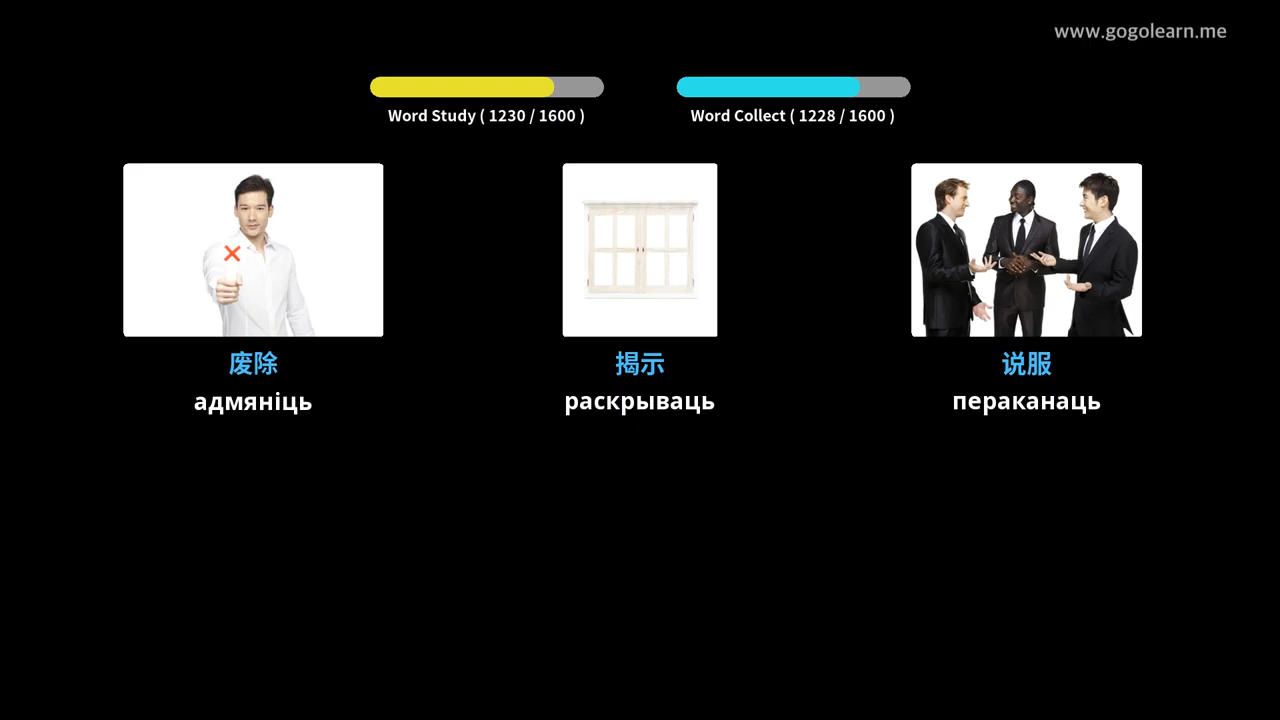 www.gogolearn.me
Word Study ( 1230 / 1600 )
Word Collect ( 1228 / 1600 )
废除
揭示
说服
адмяніць
раскрываць
пераканаць